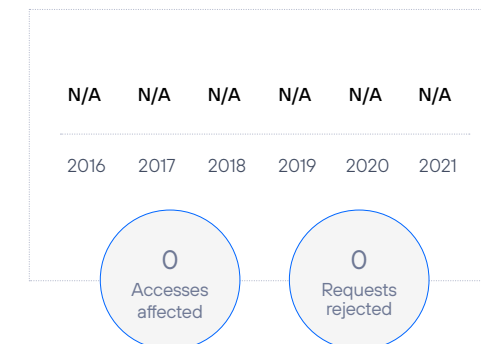 N/A N/A N/A N/A N/A N/A
2016 2017 2018 2019 2020 2021
0
Accesses
affected
0
Requests
rejected